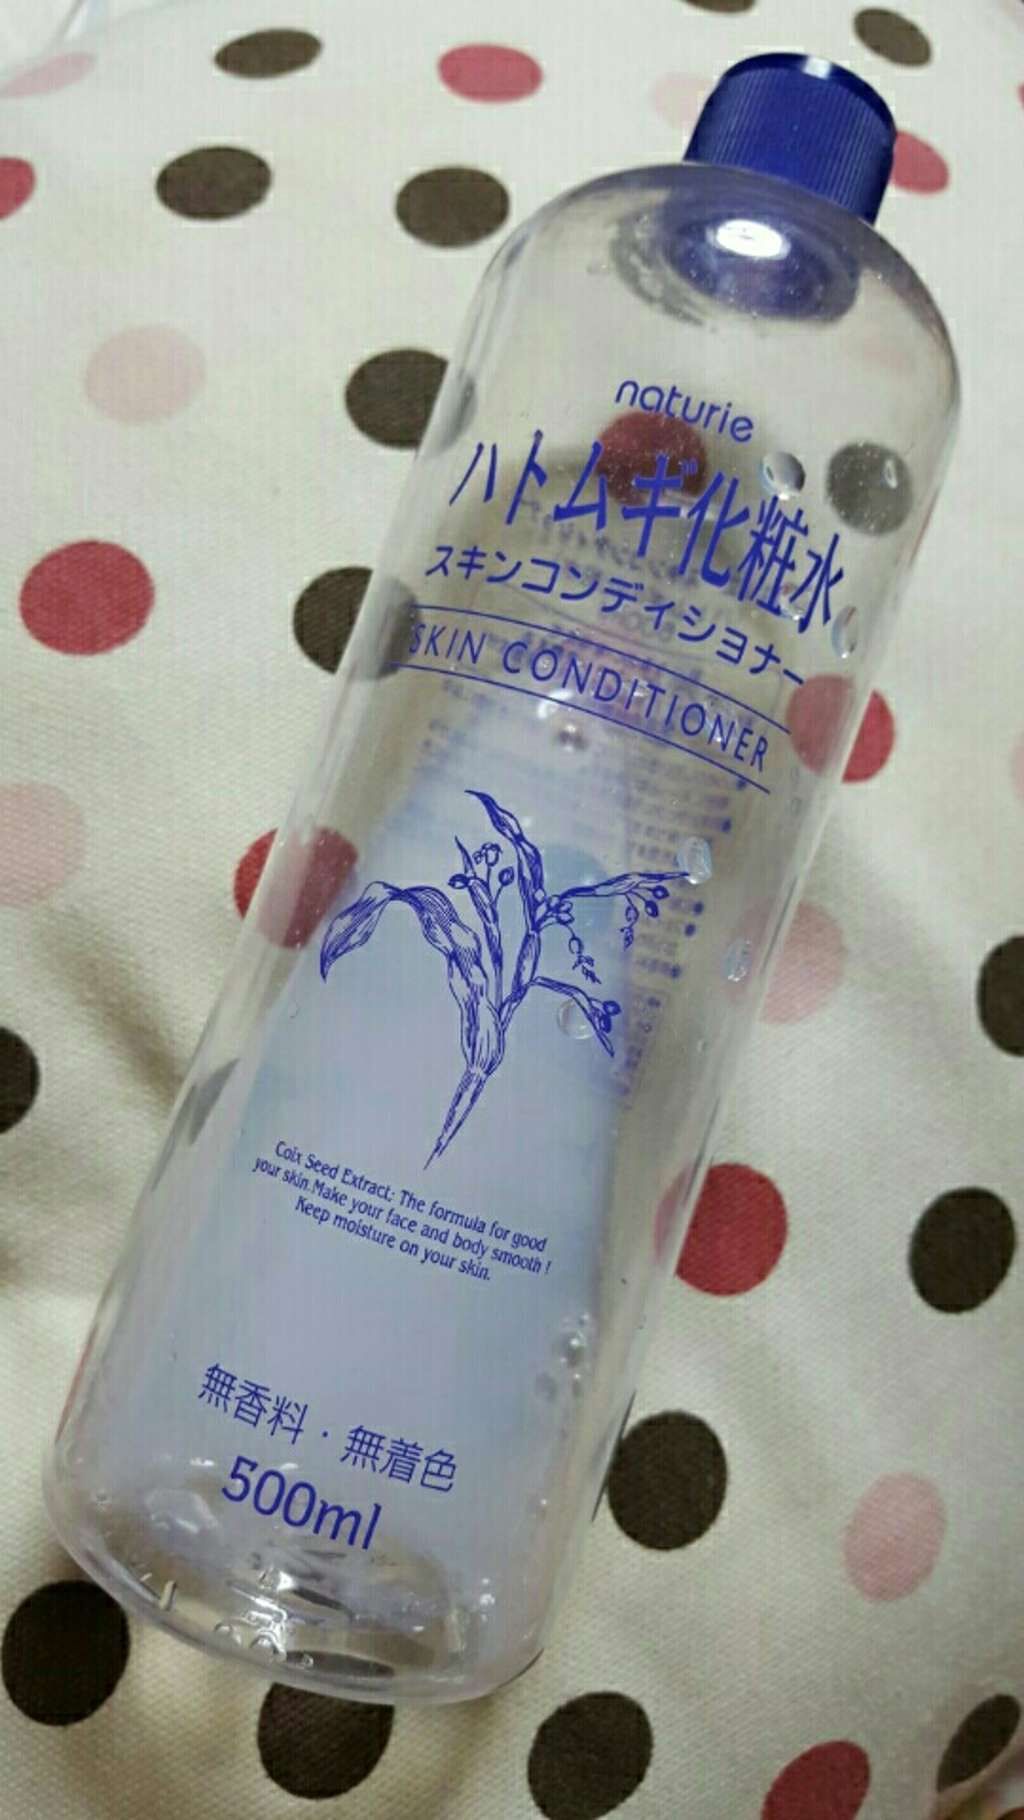 naturie
ハトムギ化粧水
スキンコンディショナー
SKIN CONDITIONER
Coix Seed Extract: The formula for good
your skin.Make your face and body smooth !
Keep moisture on your skin.
無香料・無着色
500ml